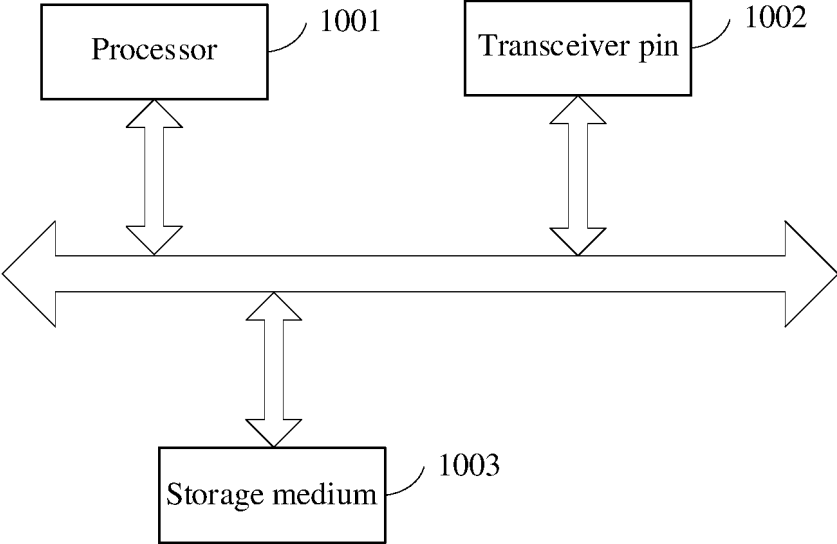 Processor
1001
Transceiver pin
1002
Storage medium
1003